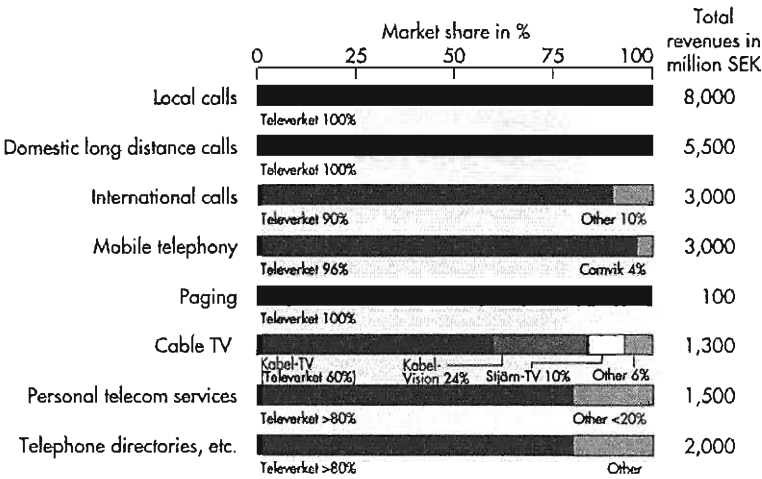 Market share in %
Total
revenues in
million SEK
0 25 50 75 100
Local calls 8,000
Televerket 100%
Domestic long distance calls 5,500
Televerket 100%
International calls 3,000
Televerket 90% Other 10%
Mobile telephony 3,000
Televerket 96% Comvik 4%
Paging 100
Televerket 100%
Cable TV 1,300
Kabel-TV Kabel-
(Televerket 60%) Vision 24% Stjärn-TV 10% Other 6%
Personal telecom services 1,500
Televerket >80% Other <20%
Telephone directories, etc. 2,000
Televerket >80% Other